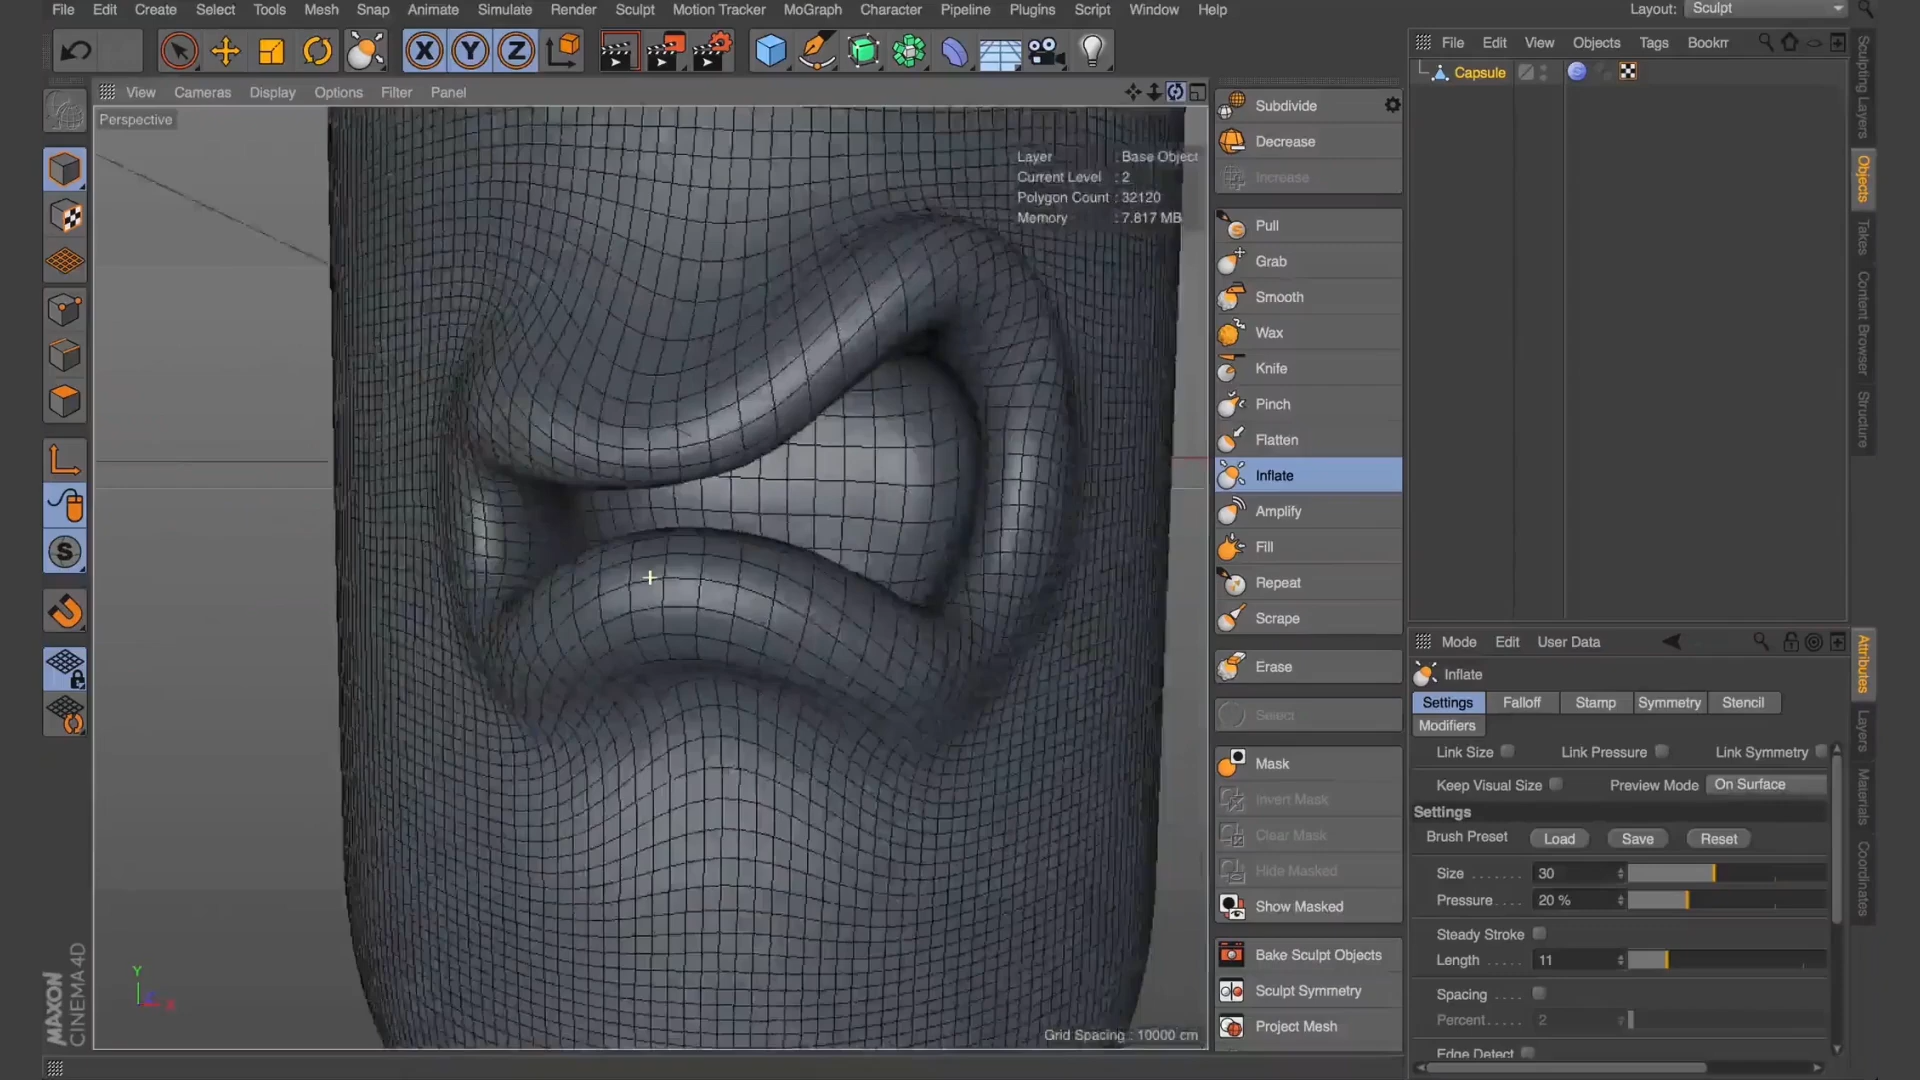 File Edit Create Select Tools Mesh Snap Animate Simulate Render Sculpt Motion Tracker MoGraph Character Pipeline Plugins Script Window Help
Layout: Sculpt
X Y Z
File Edit View Objects Tags Bookm
Capsule
View Cameras Display Options Filter Panel
Perspective
Layer : Base Object
Current Level : 2
Polygon Count : 32120
Memory : 7.817 MB
Subdivide
Decrease
Increase
Pull
Grab
Smooth
Wax
Knife
Pinch
Flatten
Inflate
Amplify
Fill
Repeat
Scrape
Erase
Select
Mask
Invert Mask
Clear Mask
Hide Masked
Show Masked
Bake Sculpt Objects
Sculpt Symmetry
Project Mesh
Mode Edit User Data
Inflate
Settings Falloff Stamp Symmetry Stencil
Modifiers
Link Size Link Pressure Link Symmetry
Keep Visual Size Preview Mode On Surface
Settings
Brush Preset Load Save Reset
Size 30
Pressure 20 %
Steady Stroke
Length 11
Spacing
Percent 2
Edge Detect
Sculpting Layers
Objects
Takes
Content Browser
Structure
Attributes
Layers
Materials
Coordinates
S
MAXON
CINEMA 4D
Y
X
Grid Spacing : 10000 cm